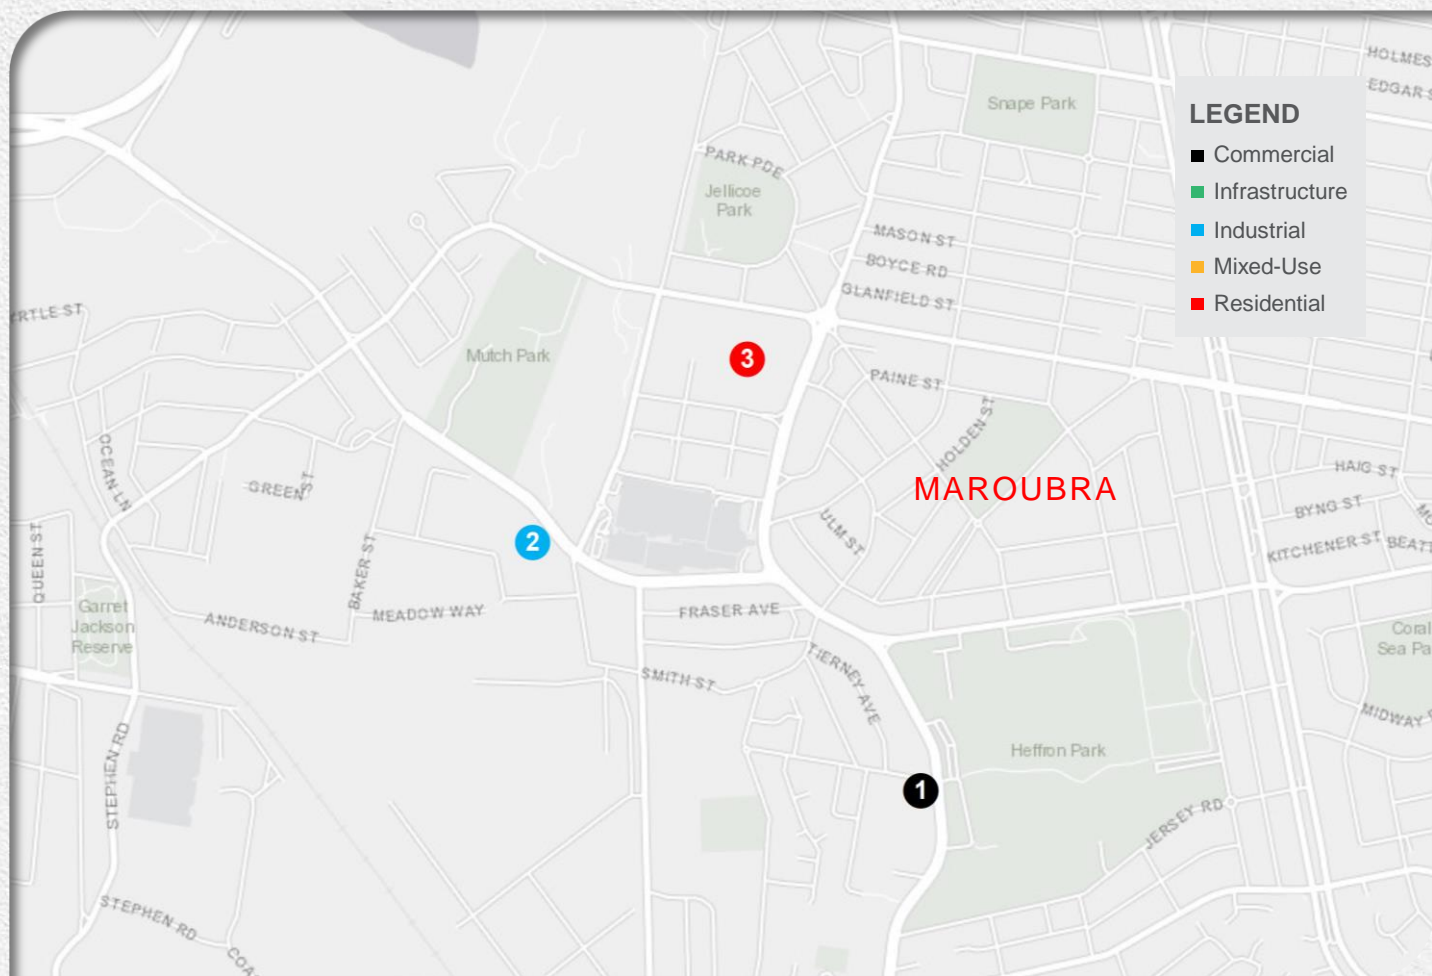 HOLMES
EDGAR S
Snape Park
LEGEND
Commercial
Infrastructure
Industrial
Mixed-Use
Residential
PARK PDE
Jellicoe
Park
MASON ST
BOYCE RD
GLANFIELD ST
RTLE ST
Mutch Park
3
PAINE ST
HOLDEN ST
MAROUBRA
HAIG ST
BYNG ST
KITCHENER ST
BEAT
OCEAN LN
GREEN ST
ULM ST
2
QUEEN ST
BAKER ST
Garnet
Jackson
Reserve
ANDERSON ST
MEADOW WAY
FRASER AVE
TIERNEY AVE
SMITH ST
Coral
Sea Pa
MIDWAY
Heffron Park
1
JERSEY RD
STEPHEN RD
STEPHEN RD
COA